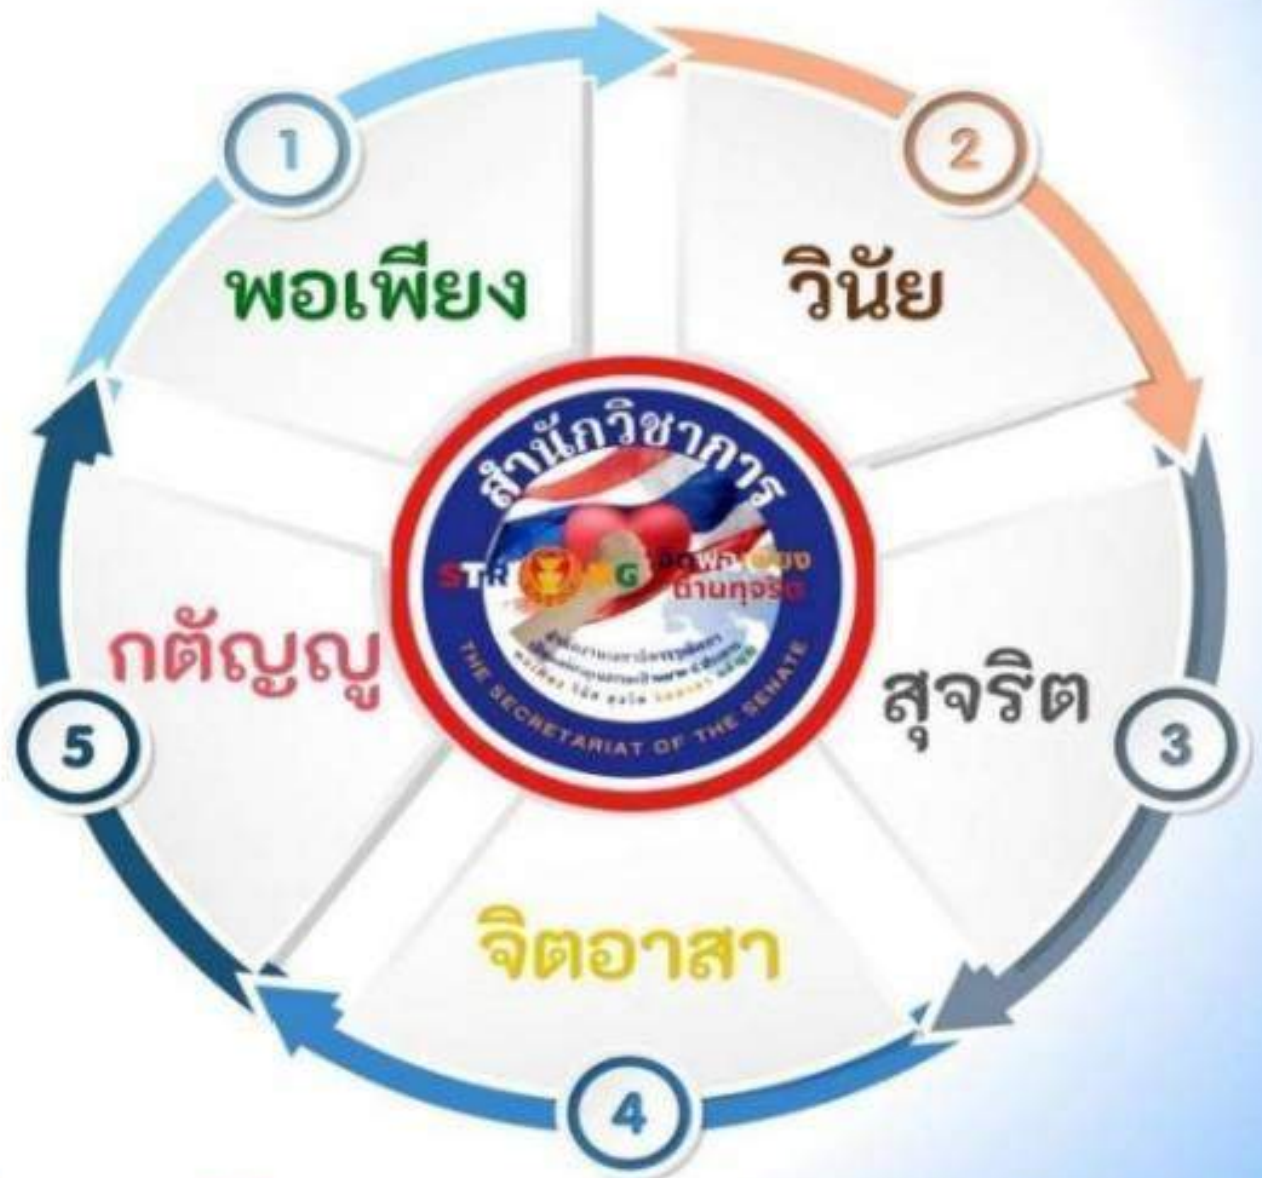 1
พอเพียง
2
วินัย
3
สุจริต
4
จิตอาสา
5
กตัญญู
สำนักวิชาการ
STR NG
ต้านทุจริต
THE SECRETARIAT OF THE SENATE